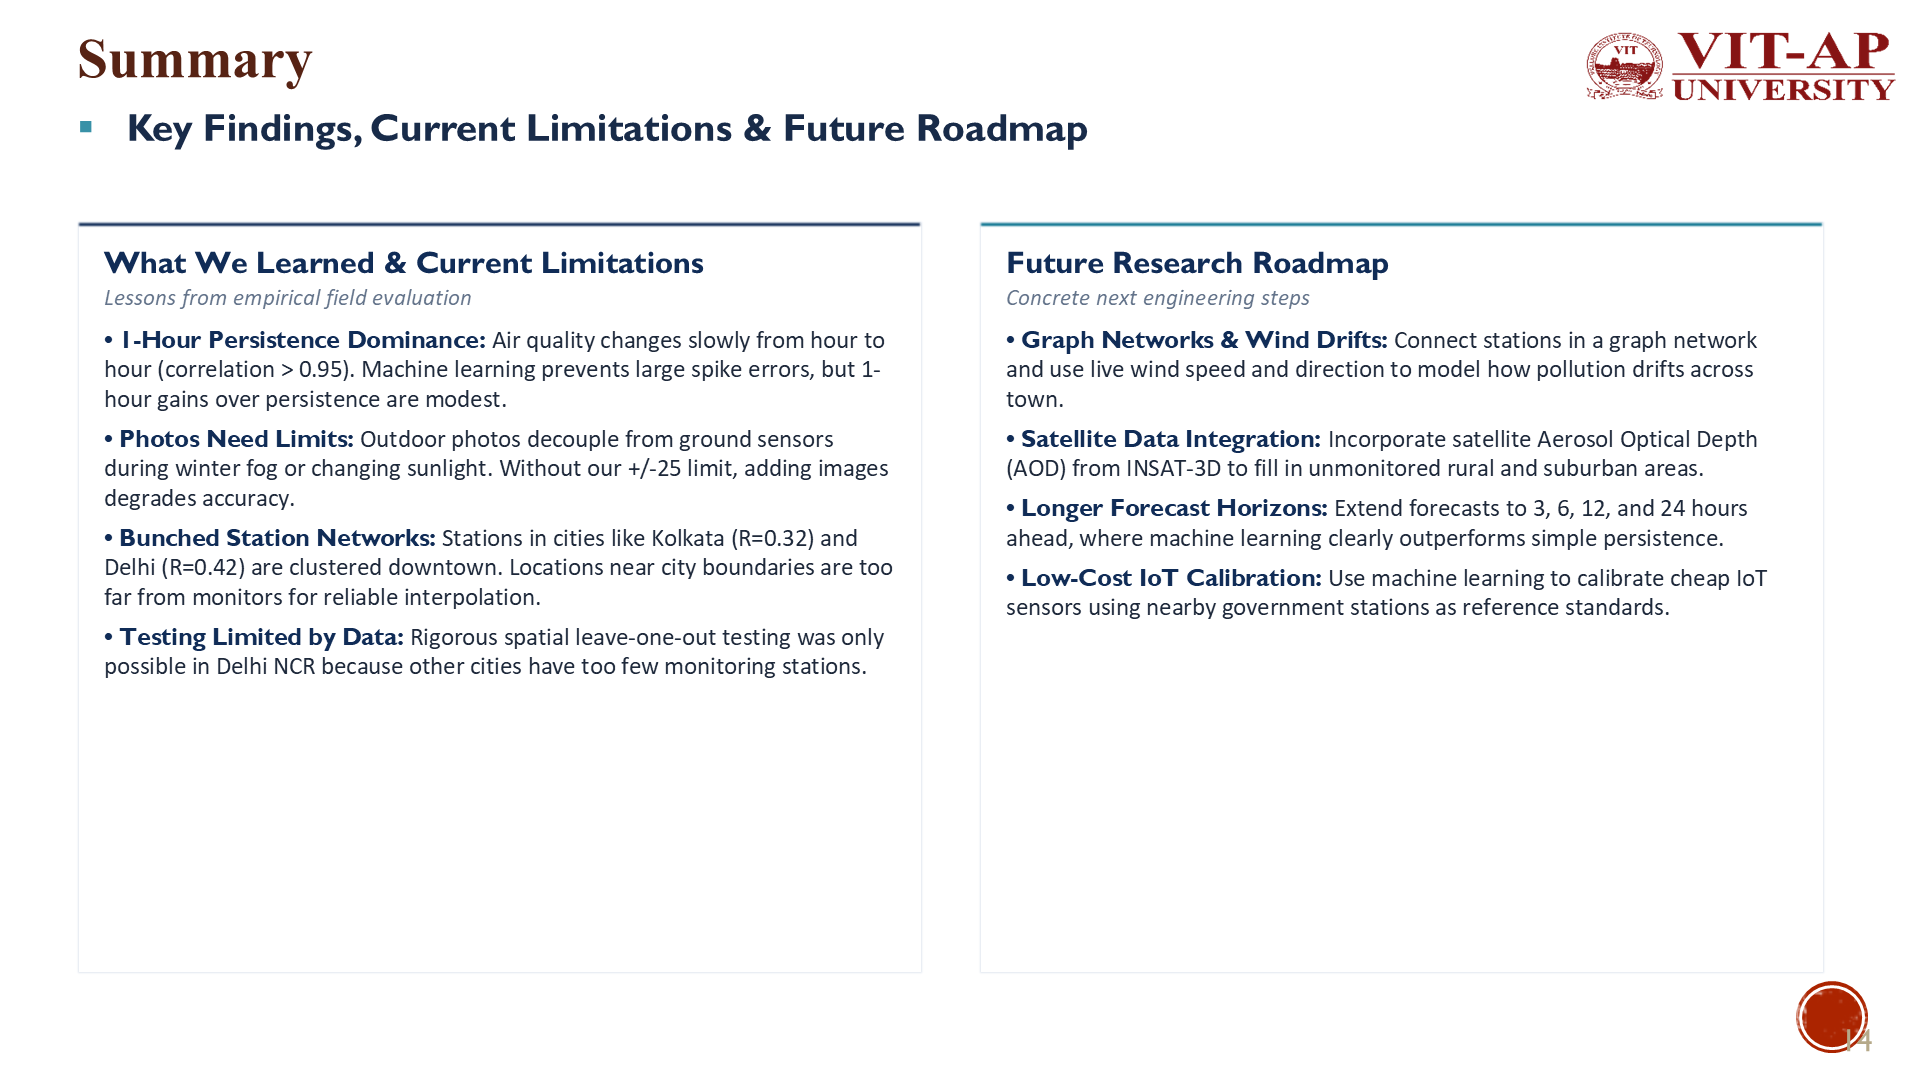 Summary
VIT
VIT-AP
UNIVERSITY
▪ Key Findings, Current Limitations & Future Roadmap
What We Learned & Current Limitations
Lessons from empirical field evaluation
• 1-Hour Persistence Dominance: Air quality changes slowly from hour to
hour (correlation > 0.95). Machine learning prevents large spike errors, but 1-
hour gains over persistence are modest.
• Photos Need Limits: Outdoor photos decouple from ground sensors
during winter fog or changing sunlight. Without our +/-25 limit, adding images
degrades accuracy.
• Bunched Station Networks: Stations in cities like Kolkata (R=0.32) and
Delhi (R=0.42) are clustered downtown. Locations near city boundaries are too
far from monitors for reliable interpolation.
• Testing Limited by Data: Rigorous spatial leave-one-out testing was only
possible in Delhi NCR because other cities have too few monitoring stations.
Future Research Roadmap
Concrete next engineering steps
• Graph Networks & Wind Drifts: Connect stations in a graph network
and use live wind speed and direction to model how pollution drifts across
town.
• Satellite Data Integration: Incorporate satellite Aerosol Optical Depth
(AOD) from INSAT-3D to fill in unmonitored rural and suburban areas.
• Longer Forecast Horizons: Extend forecasts to 3, 6, 12, and 24 hours
ahead, where machine learning clearly outperforms simple persistence.
• Low-Cost IoT Calibration: Use machine learning to calibrate cheap IoT
sensors using nearby government stations as reference standards.
14